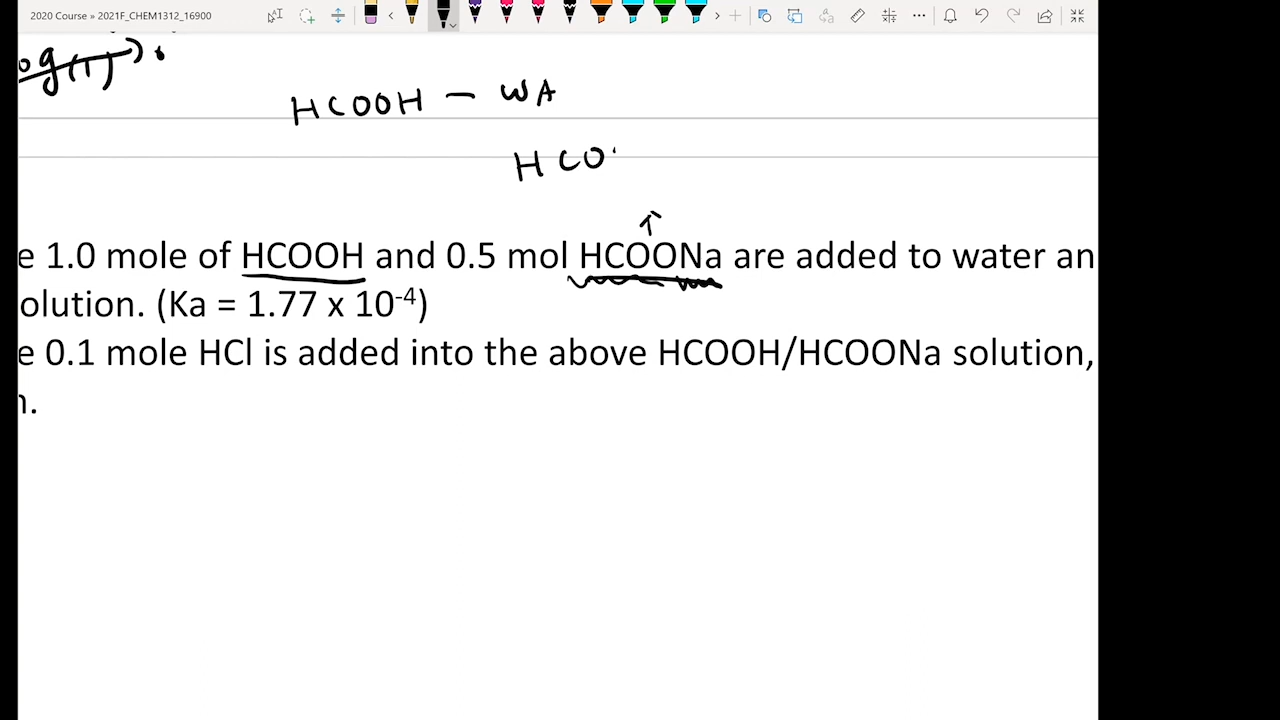 2020 Course » 2021F_CHEM1312_16900
og(1)
HCOOH - WA
HCO
e 1.0 mole of HCOOH and 0.5 mol HCOONa are added to water an
olution. (Ka = 1.77 x 10⁻⁴)
e 0.1 mole HCl is added into the above HCOOH/HCOONa solution,
n.